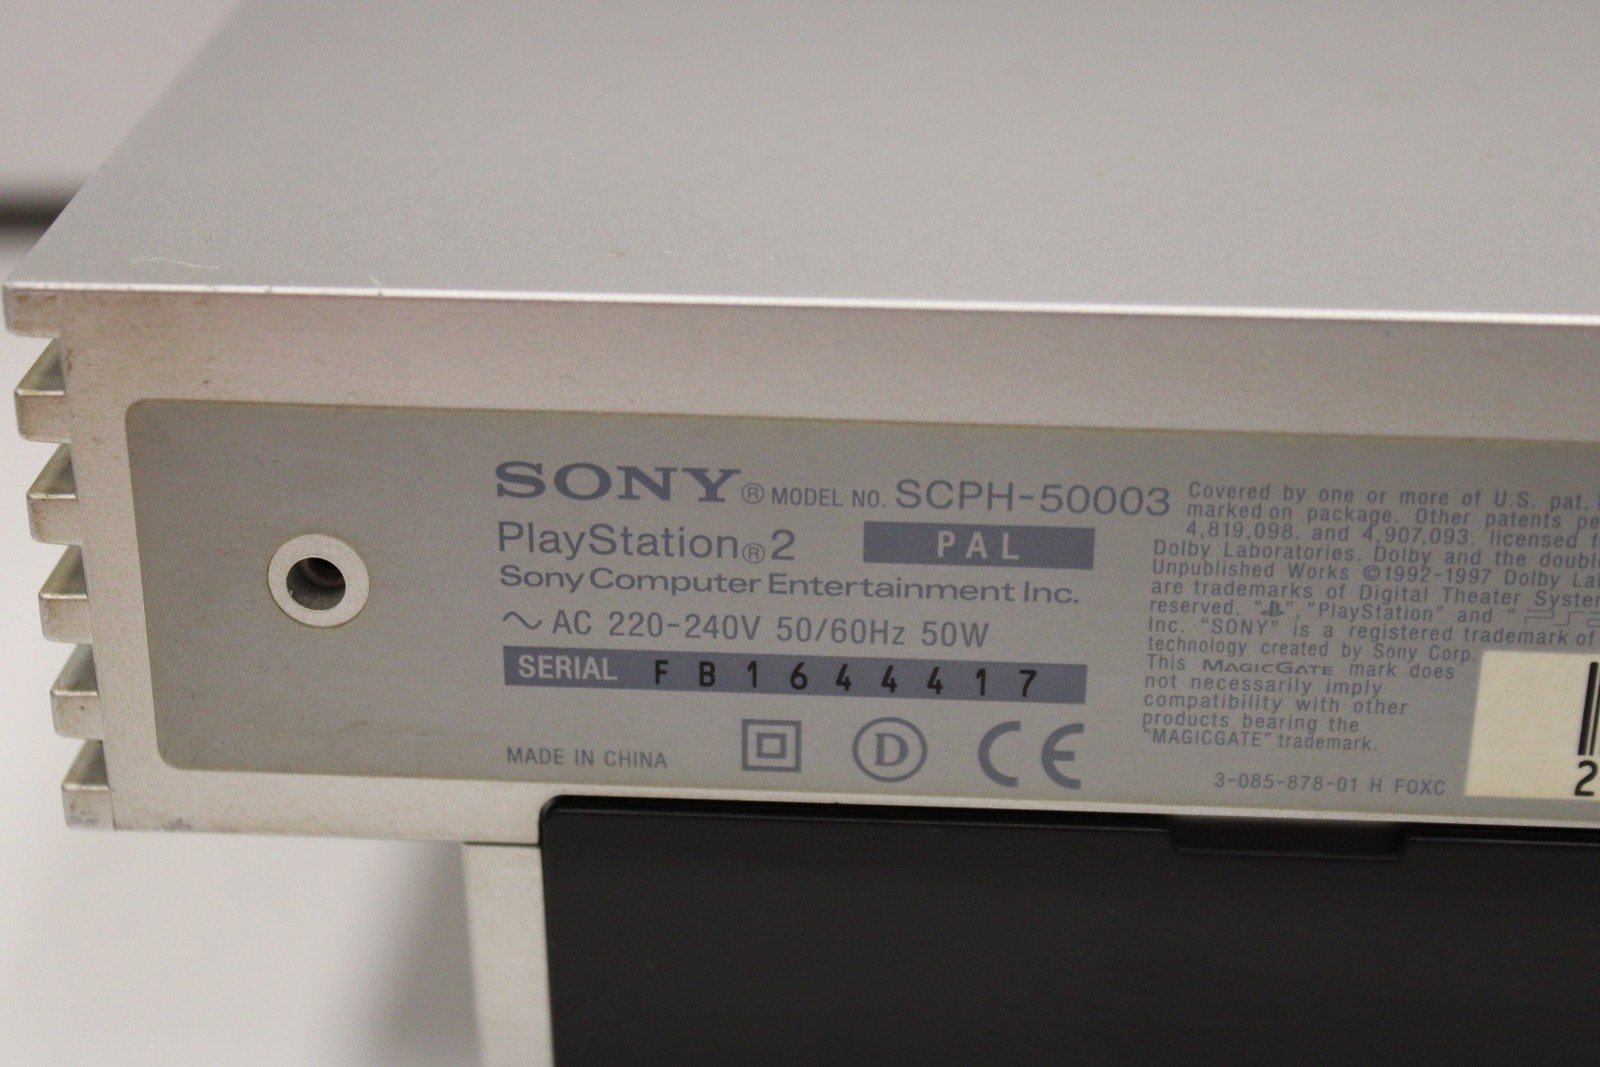 SONY® MODEL NO. SCPH-50003
PlayStation®2 PAL
Sony Computer Entertainment Inc.
~ AC 220-240V 50/60Hz 50W
SERIAL FB1644417
MADE IN CHINA
D
CE
Covered by one or more of U.S. pat.
marked on package. Other patents
4,819,098. and 4,907,093. licensed
Dolby Laboratories. Dolby and the
Unpublished Works ©1992-1997 Dolby
are trademarks of Digital Theater
reserved. "", "PlayStation" and "
Inc. "SONY" is a registered trademark of
technology created by Sony Corp.
This MAGICGATE mark does
not necessarily imply
compatibility with other
products bearing the
"MAGICGATE" trademark.
3-085-878-01 H FOXC
2